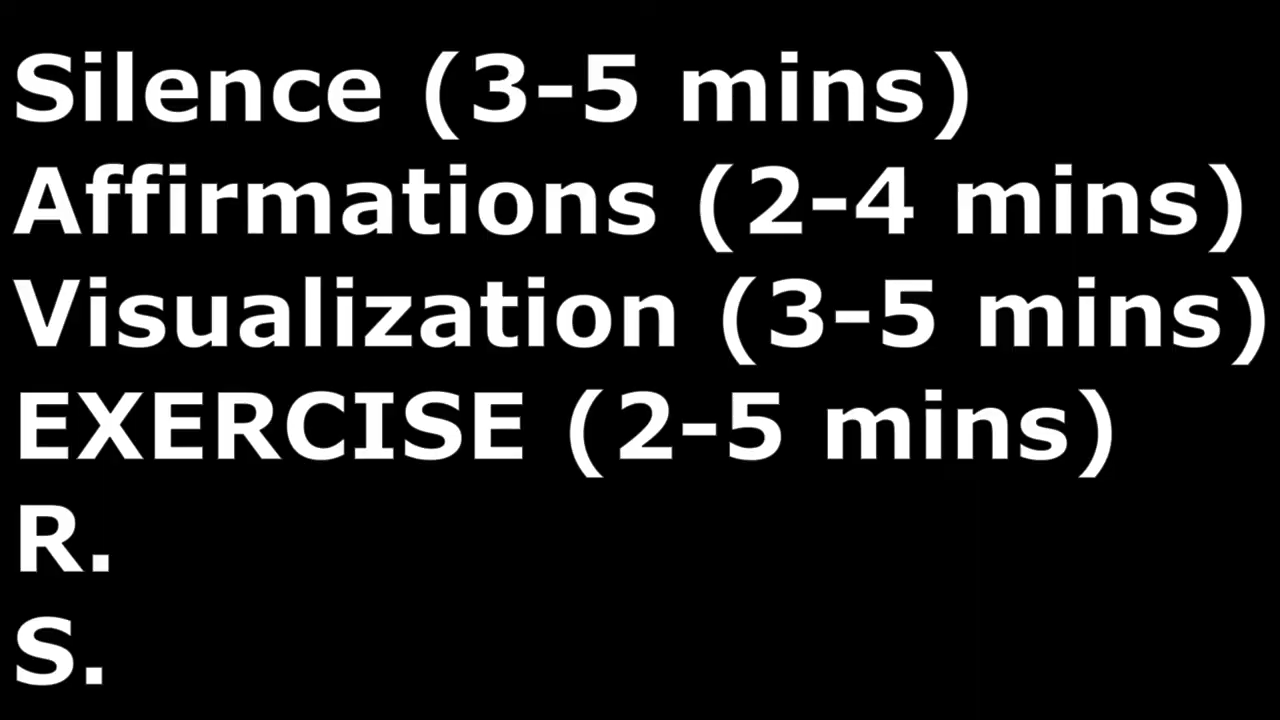 Silence (3-5 mins)
Affirmations (2-4 mins)
Visualization (3-5 mins)
EXERCISE (2-5 mins)
R.
S.